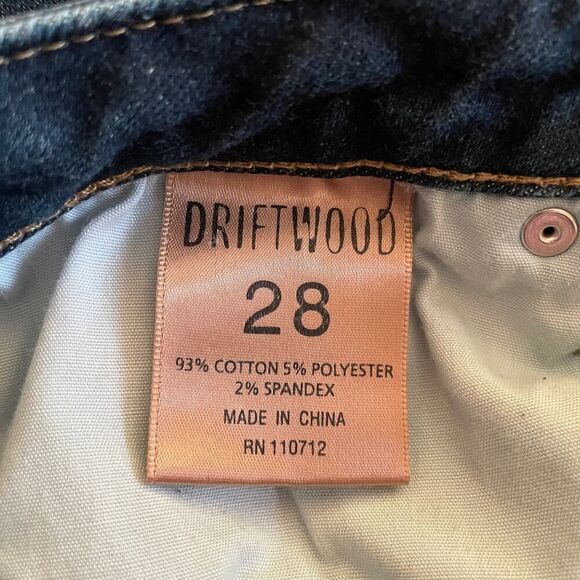 DRIFTWOOD
28
93% COTTON 5% POLYESTER
2% SPANDEX
MADE IN CHINA
RN 110712